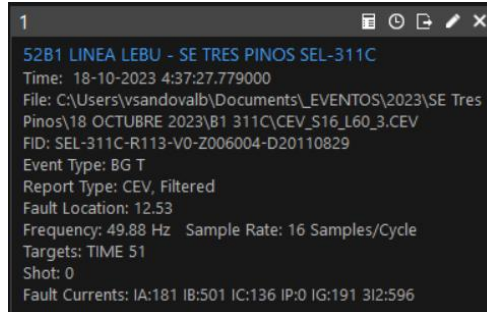 1
52B1 LINEA LEBU - SE TRES PINOS SEL-311C
Time: 18-10-2023 4:37:27.779000
File: C:\Users\vsandovalb\Documents\_EVENTOS\2023\SE Tres
Pinos\18 OCTUBRE 2023\B1 311C\CEV_S16_L60_3.CEV
FID: SEL-311C-R113-V0-Z006004-D20110829
Event Type: BG T
Report Type: CEV, Filtered
Fault Location: 12.53
Frequency: 49.88 Hz Sample Rate: 16 Samples/Cycle
Targets: TIME 51
Shot: 0
Fault Currents: IA:181 IB:501 IC:136 IP:0 IG:191 3I2:596